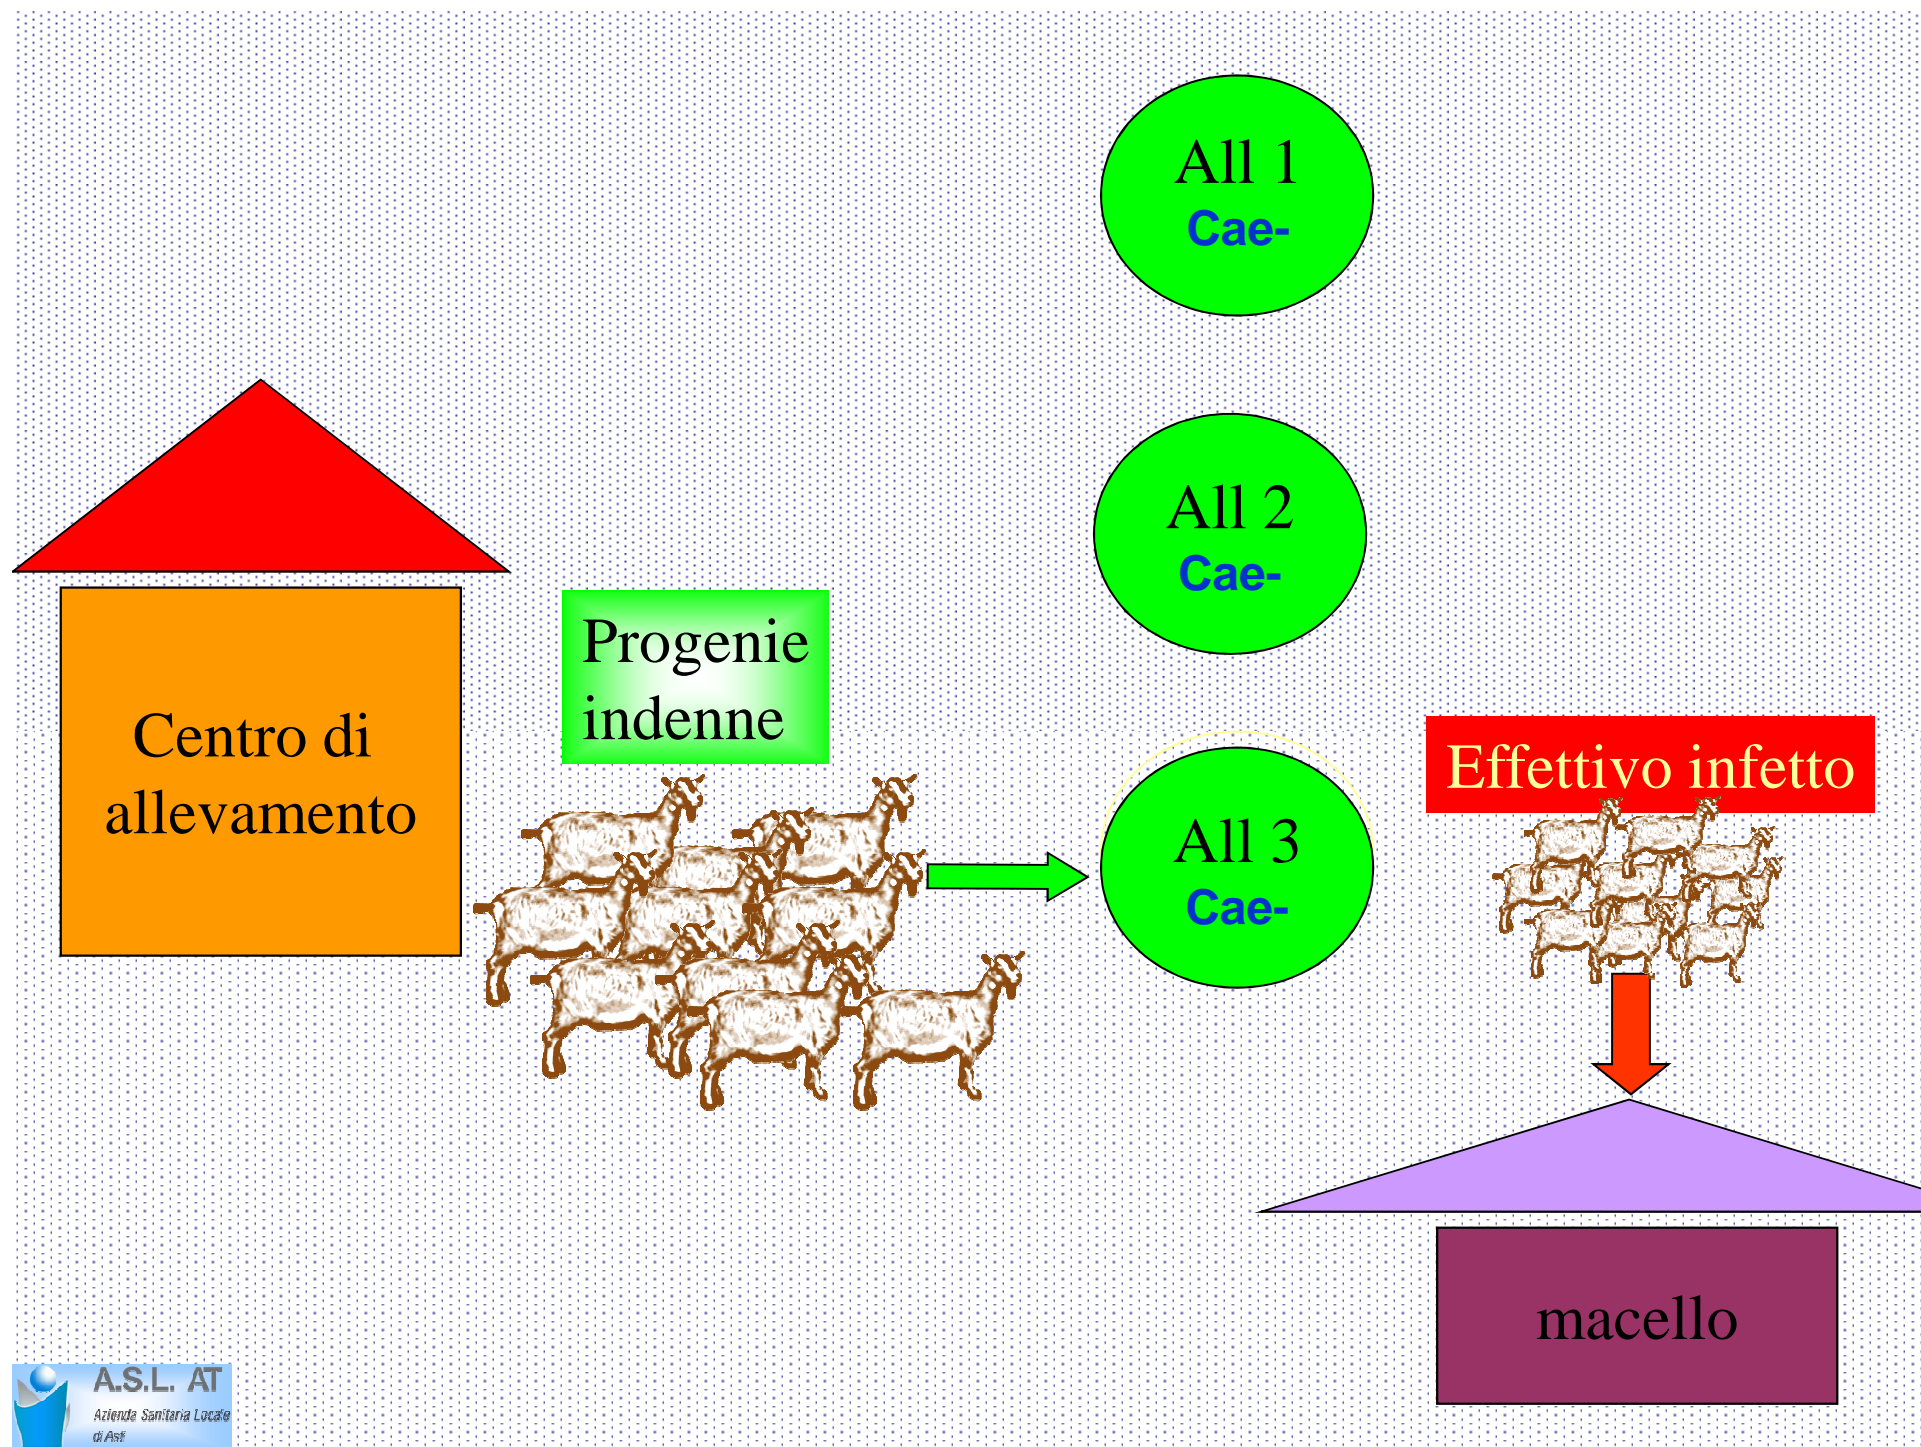 All 1
Cae-
All 2
Cae-
Progenie
indenne
Centro di
allevamento
Effettivo infetto
All 3
Cae-
macello
A.S.L. AT
Azienda Sanitaria Locale
di Asti